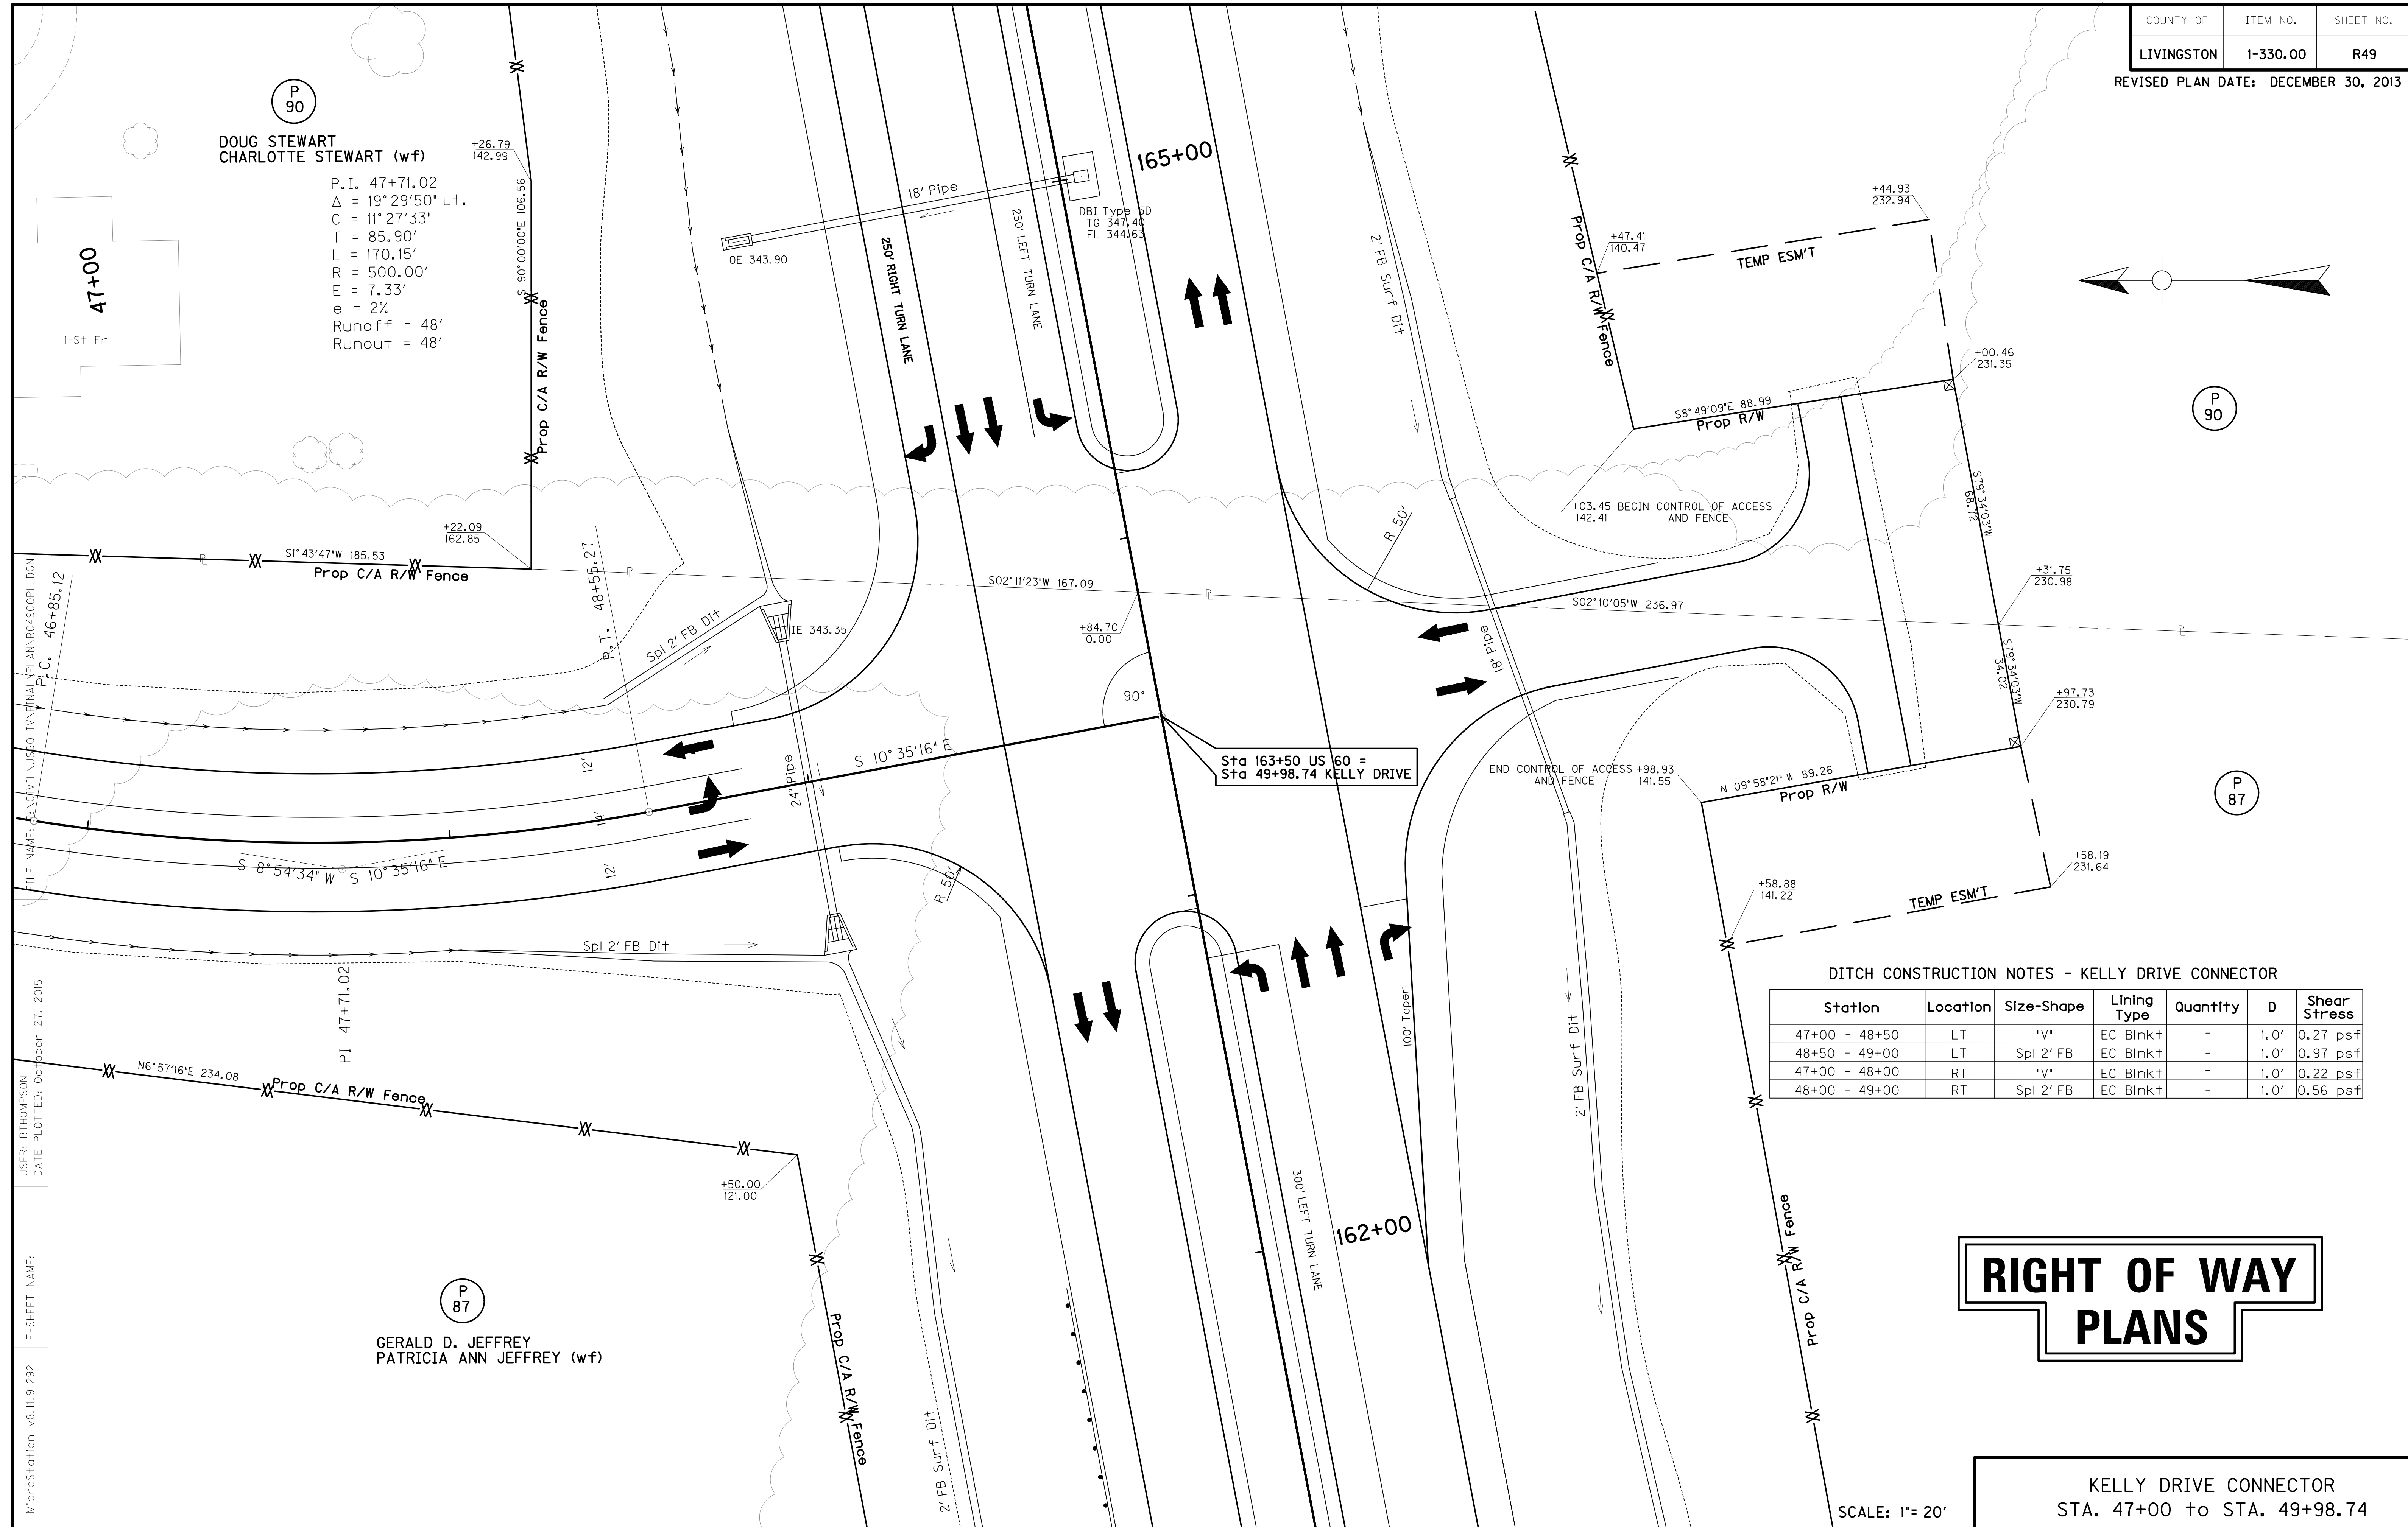 COUNTY OF ITEM NO. SHEET NO.
LIVINGSTON 1-330.00 R49
REVISED PLAN DATE: DECEMBER 30, 2013
P
90
DOUG STEWART
CHARLOTTE STEWART (wf)
P.I. 47+71.02
Δ = 19°29'50" Lt.
C = 11°27'33"
T = 85.90'
L = 170.15'
R = 500.00'
E = 7.33'
e = 2%
Runoff = 48'
Runout = 48'
47+00
1-St Fr
+26.79
142.99
S 90°00'00"E 106.56
Prop C/A R/W Fence
+22.09
162.85
S1°43'47"W 185.53
Prop C/A R/W Fence
P.C. 46+85.12
P.T. 48+55.27
18" Pipe
OE 343.90
DBI Type 5D
TG 347.40
FL 344.63
165+00
250' RIGHT TURN LANE
250' LEFT TURN LANE
2' FB Surf Dit
Prop C/A R/W Fence
+47.41
140.47
+44.93
232.94
TEMP ESM'T
+00.46
231.35
P
90
S8°49'09"E 88.99
Prop R/W
+03.45 BEGIN CONTROL OF ACCESS
142.41 AND FENCE
S79°34'03"W
68.72
R 50'
S02°11'23"W 167.09
S02°10'05"W 236.97
+31.75
230.98
S79°34'03"W
34.02
+97.73
230.79
+84.70
0.00
90°
Spl 2' FB Dit
IE 343.35
18" Pipe
24" Pipe
S 10°35'16" E
Sta 163+50 US 60 =
Sta 49+98.74 KELLY DRIVE
END CONTROL OF ACCESS +98.93
AND FENCE 141.55
N 09°58'21" W 89.26
Prop R/W
P
87
12'
14'
12'
S 8°54'34" W S 10°35'16" E
R 50'
+58.19
231.64
+58.88
141.22
TEMP ESM'T
Spl 2' FB Dit
PI 47+71.02
N6°57'16"E 234.08
Prop C/A R/W Fence
+50.00
121.00
100' Taper
2' FB Surf Dit
300' LEFT TURN LANE
162+00
Prop C/A R/W Fence
DITCH CONSTRUCTION NOTES - KELLY DRIVE CONNECTOR
Station Location Size-Shape Lining Type Quantity D Shear Stress
47+00 - 48+50 LT "V" EC Blnkt - 1.0' 0.27 psf
48+50 - 49+00 LT Spl 2' FB EC Blnkt - 1.0' 0.97 psf
47+00 - 48+00 RT "V" EC Blnkt - 1.0' 0.22 psf
48+00 - 49+00 RT Spl 2' FB EC Blnkt - 1.0' 0.56 psf
P
87
GERALD D. JEFFREY
PATRICIA ANN JEFFREY (wf)
Prop C/A R/W Fence
2' FB Surf Dit
RIGHT OF WAY
PLANS
SCALE: 1"= 20'
KELLY DRIVE CONNECTOR
STA. 47+00 to STA. 49+98.74
USER: BTHOMPSON
DATE PLOTTED: October 27, 2015
E-SHEET NAME:
MicroStation v8.11.9.292